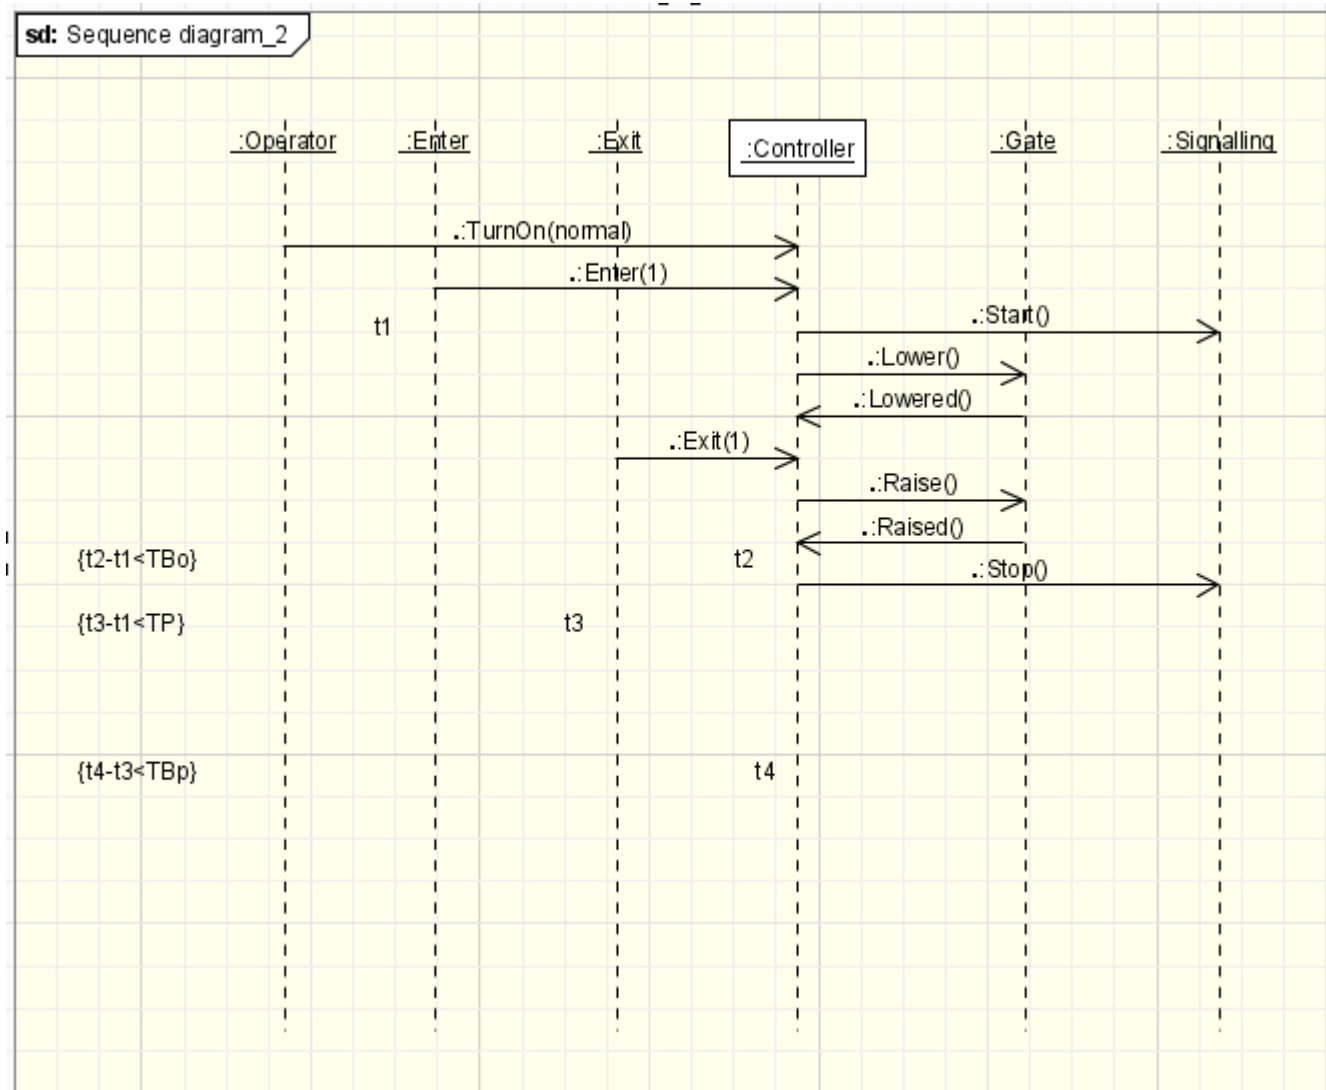 sd: Sequence diagram_2
:Operator :Enter :Exit :Controller :Gate :Signalling
.:TurnOn(normal)
.:Enter(1)
t1 .:Start()
.:Lower()
.:Lowered()
.:Exit(1)
.:Raise()
.:Raised()
{t2-t1<TBo} t2 .:Stop()
{t3-t1<TP} t3
{t4-t3<TBp} t4